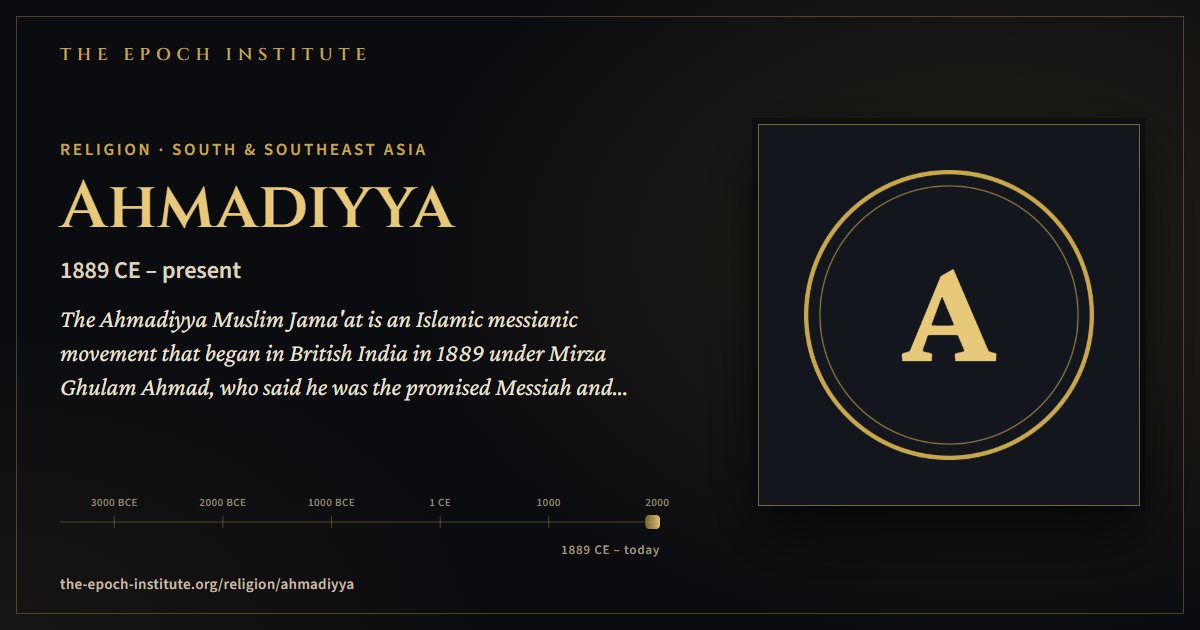 THE EPOCH INSTITUTE
RELIGION · SOUTH & SOUTHEAST ASIA
AHMADIYYA
1889 CE – present
The Ahmadiyya Muslim Jama'at is an Islamic messianic
movement that began in British India in 1889 under Mirza
Ghulam Ahmad, who said he was the promised Messiah and...
A
3000 BCE 2000 BCE 1000 BCE 1 CE 1000 2000
1889 CE – today
the-epoch-institute.org/religion/ahmadiyya